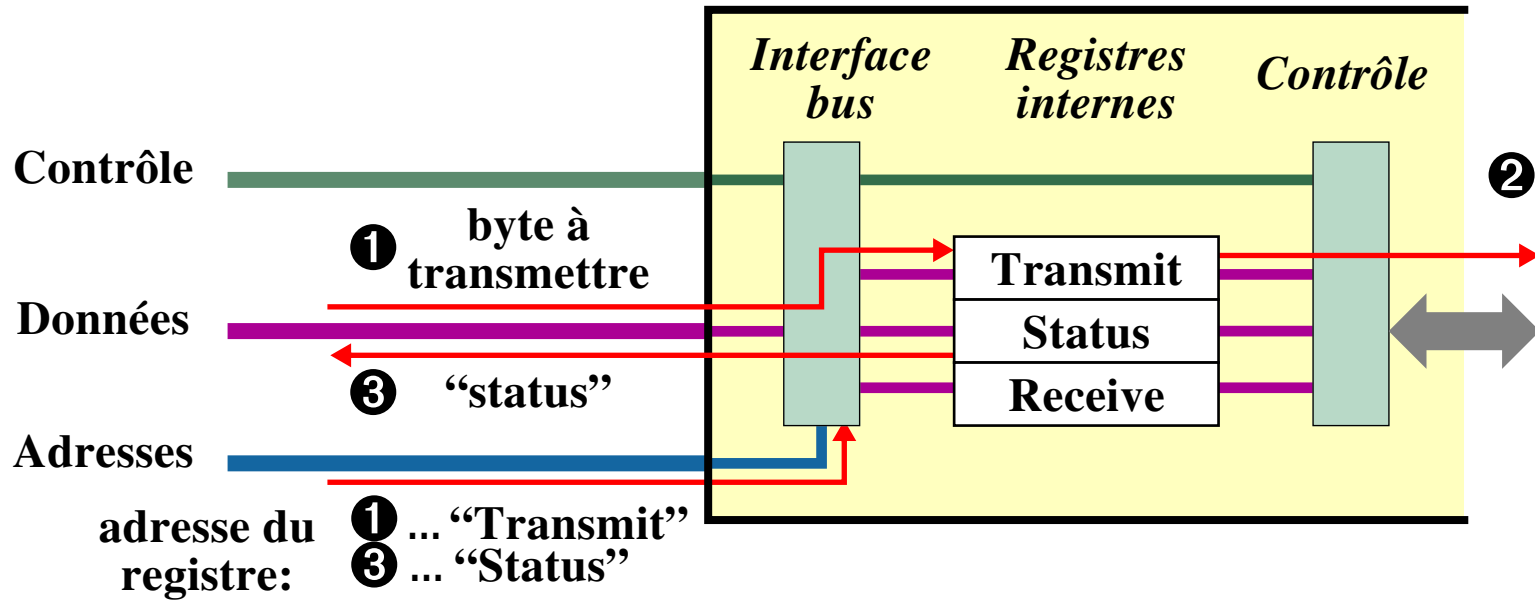 Interface
bus
Registres
internes
Contrôle
Contrôle
❷
❶ byte à
transmettre
Transmit
Données
Status
❸ “status”
Receive
Adresses
adresse du
registre:
❶ ... “Transmit”
❸ ... “Status”